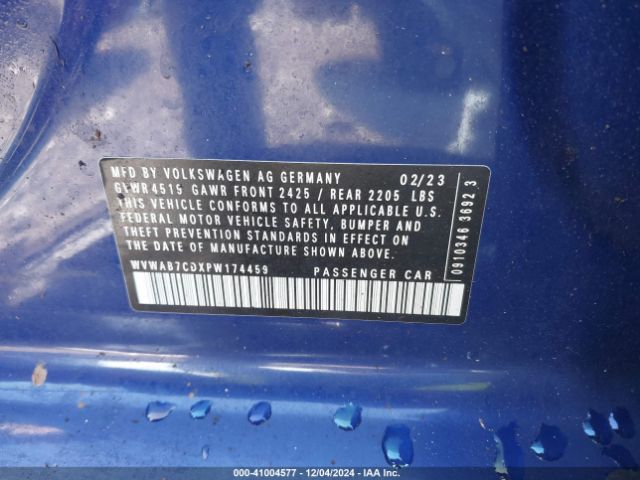 MFD BY VOLKSWAGEN AG GERMANY 02/23
GVWR 4515 GAWR FRONT 2425 / REAR 2205 LBS
THIS VEHICLE CONFORMS TO ALL APPLICABLE U.S.
FEDERAL MOTOR VEHICLE SAFETY, BUMPER AND
THEFT PREVENTION STANDARDS IN EFFECT ON
THE DATE OF MANUFACTURE SHOWN ABOVE.
WVWAB7CDXPW174459 PASSENGER CAR
0910346 3692 3
000-41004577 - 12/04/2024 - IAA Inc.